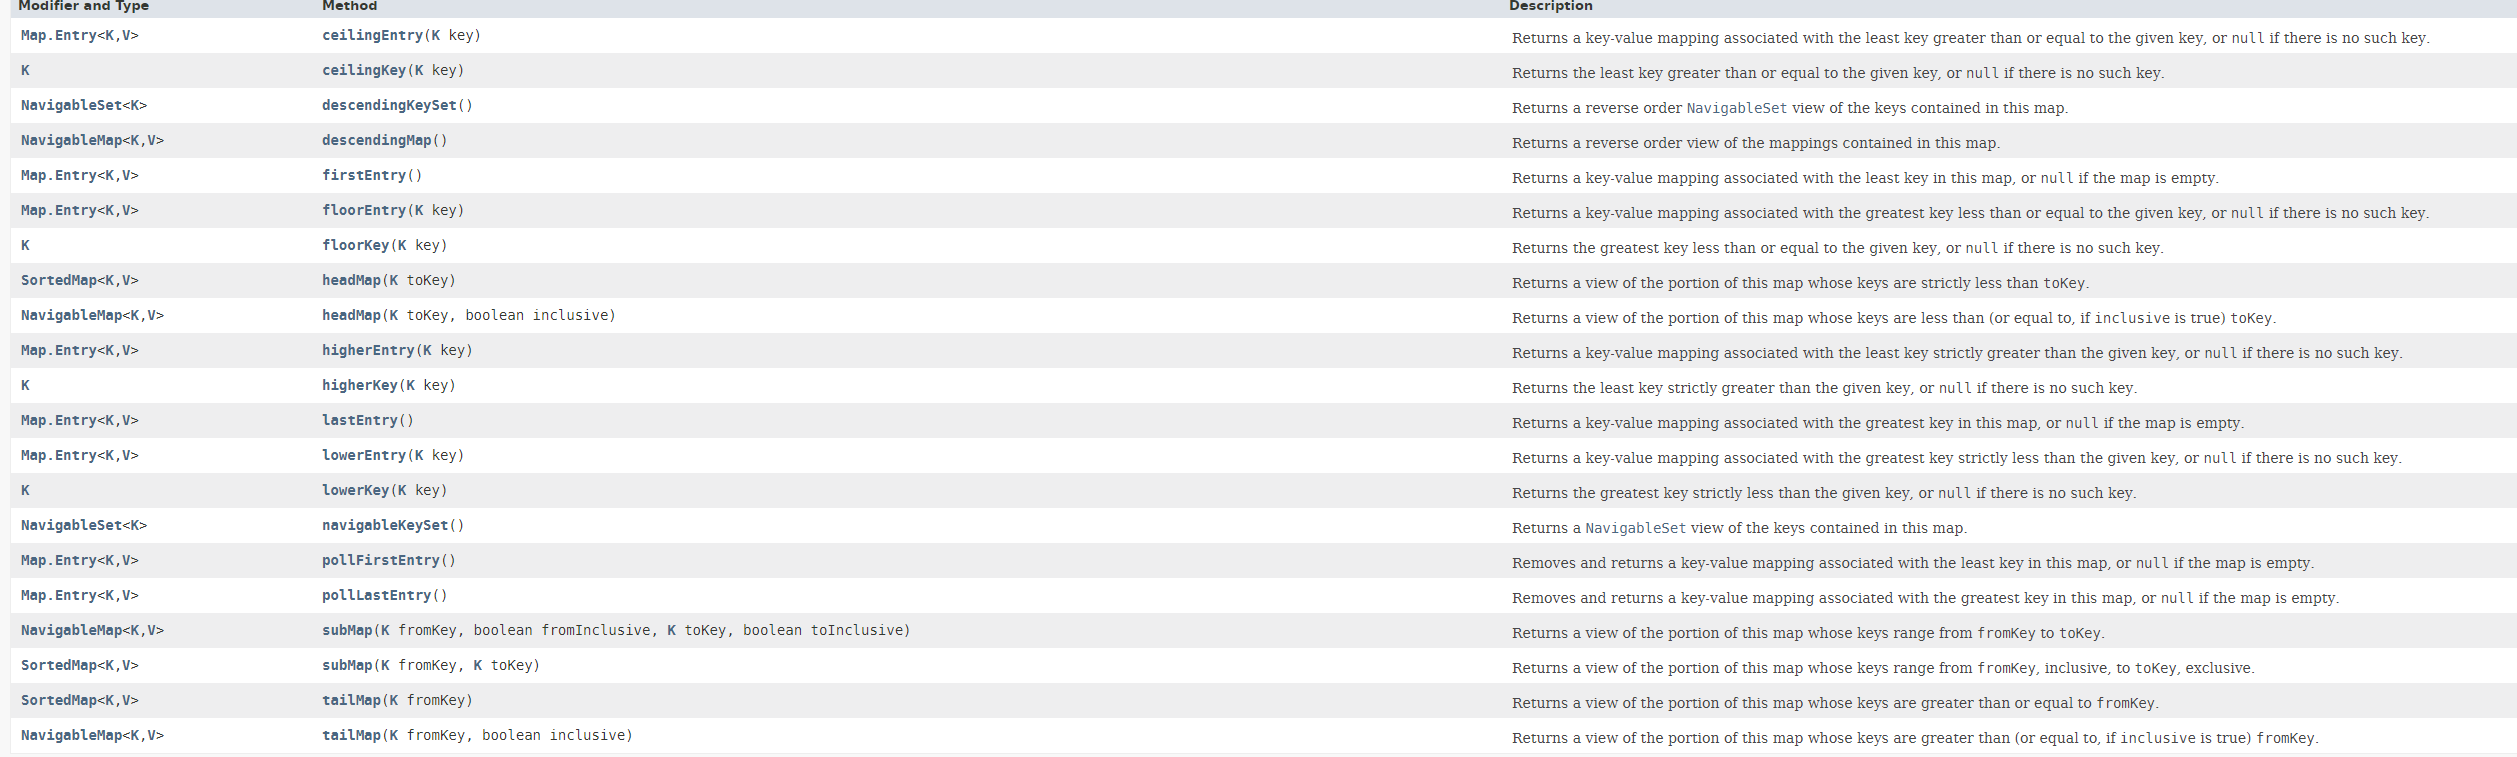 Modifier and Type Method Description
Map.Entry<K,V> ceilingEntry(K key) Returns a key-value mapping associated with the least key greater than or equal to the given key, or null if there is no such key.
K ceilingKey(K key) Returns the least key greater than or equal to the given key, or null if there is no such key.
NavigableSet<K> descendingKeySet() Returns a reverse order NavigableSet view of the keys contained in this map.
NavigableMap<K,V> descendingMap() Returns a reverse order view of the mappings contained in this map.
Map.Entry<K,V> firstEntry() Returns a key-value mapping associated with the least key in this map, or null if the map is empty.
Map.Entry<K,V> floorEntry(K key) Returns a key-value mapping associated with the greatest key less than or equal to the given key, or null if there is no such key.
K floorKey(K key) Returns the greatest key less than or equal to the given key, or null if there is no such key.
SortedMap<K,V> headMap(K toKey) Returns a view of the portion of this map whose keys are strictly less than toKey.
NavigableMap<K,V> headMap(K toKey, boolean inclusive) Returns a view of the portion of this map whose keys are less than (or equal to, if inclusive is true) toKey.
Map.Entry<K,V> higherEntry(K key) Returns a key-value mapping associated with the least key strictly greater than the given key, or null if there is no such key.
K higherKey(K key) Returns the least key strictly greater than the given key, or null if there is no such key.
Map.Entry<K,V> lastEntry() Returns a key-value mapping associated with the greatest key in this map, or null if the map is empty.
Map.Entry<K,V> lowerEntry(K key) Returns a key-value mapping associated with the greatest key strictly less than the given key, or null if there is no such key.
K lowerKey(K key) Returns the greatest key strictly less than the given key, or null if there is no such key.
NavigableSet<K> navigableKeySet() Returns a NavigableSet view of the keys contained in this map.
Map.Entry<K,V> pollFirstEntry() Removes and returns a key-value mapping associated with the least key in this map, or null if the map is empty.
Map.Entry<K,V> pollLastEntry() Removes and returns a key-value mapping associated with the greatest key in this map, or null if the map is empty.
NavigableMap<K,V> subMap(K fromKey, boolean fromInclusive, K toKey, boolean toInclusive) Returns a view of the portion of this map whose keys range from fromKey to toKey.
SortedMap<K,V> subMap(K fromKey, K toKey) Returns a view of the portion of this map whose keys range from fromKey, inclusive, to toKey, exclusive.
SortedMap<K,V> tailMap(K fromKey) Returns a view of the portion of this map whose keys are greater than or equal to fromKey.
NavigableMap<K,V> tailMap(K fromKey, boolean inclusive) Returns a view of the portion of this map whose keys are greater than (or equal to, if inclusive is true) fromKey.